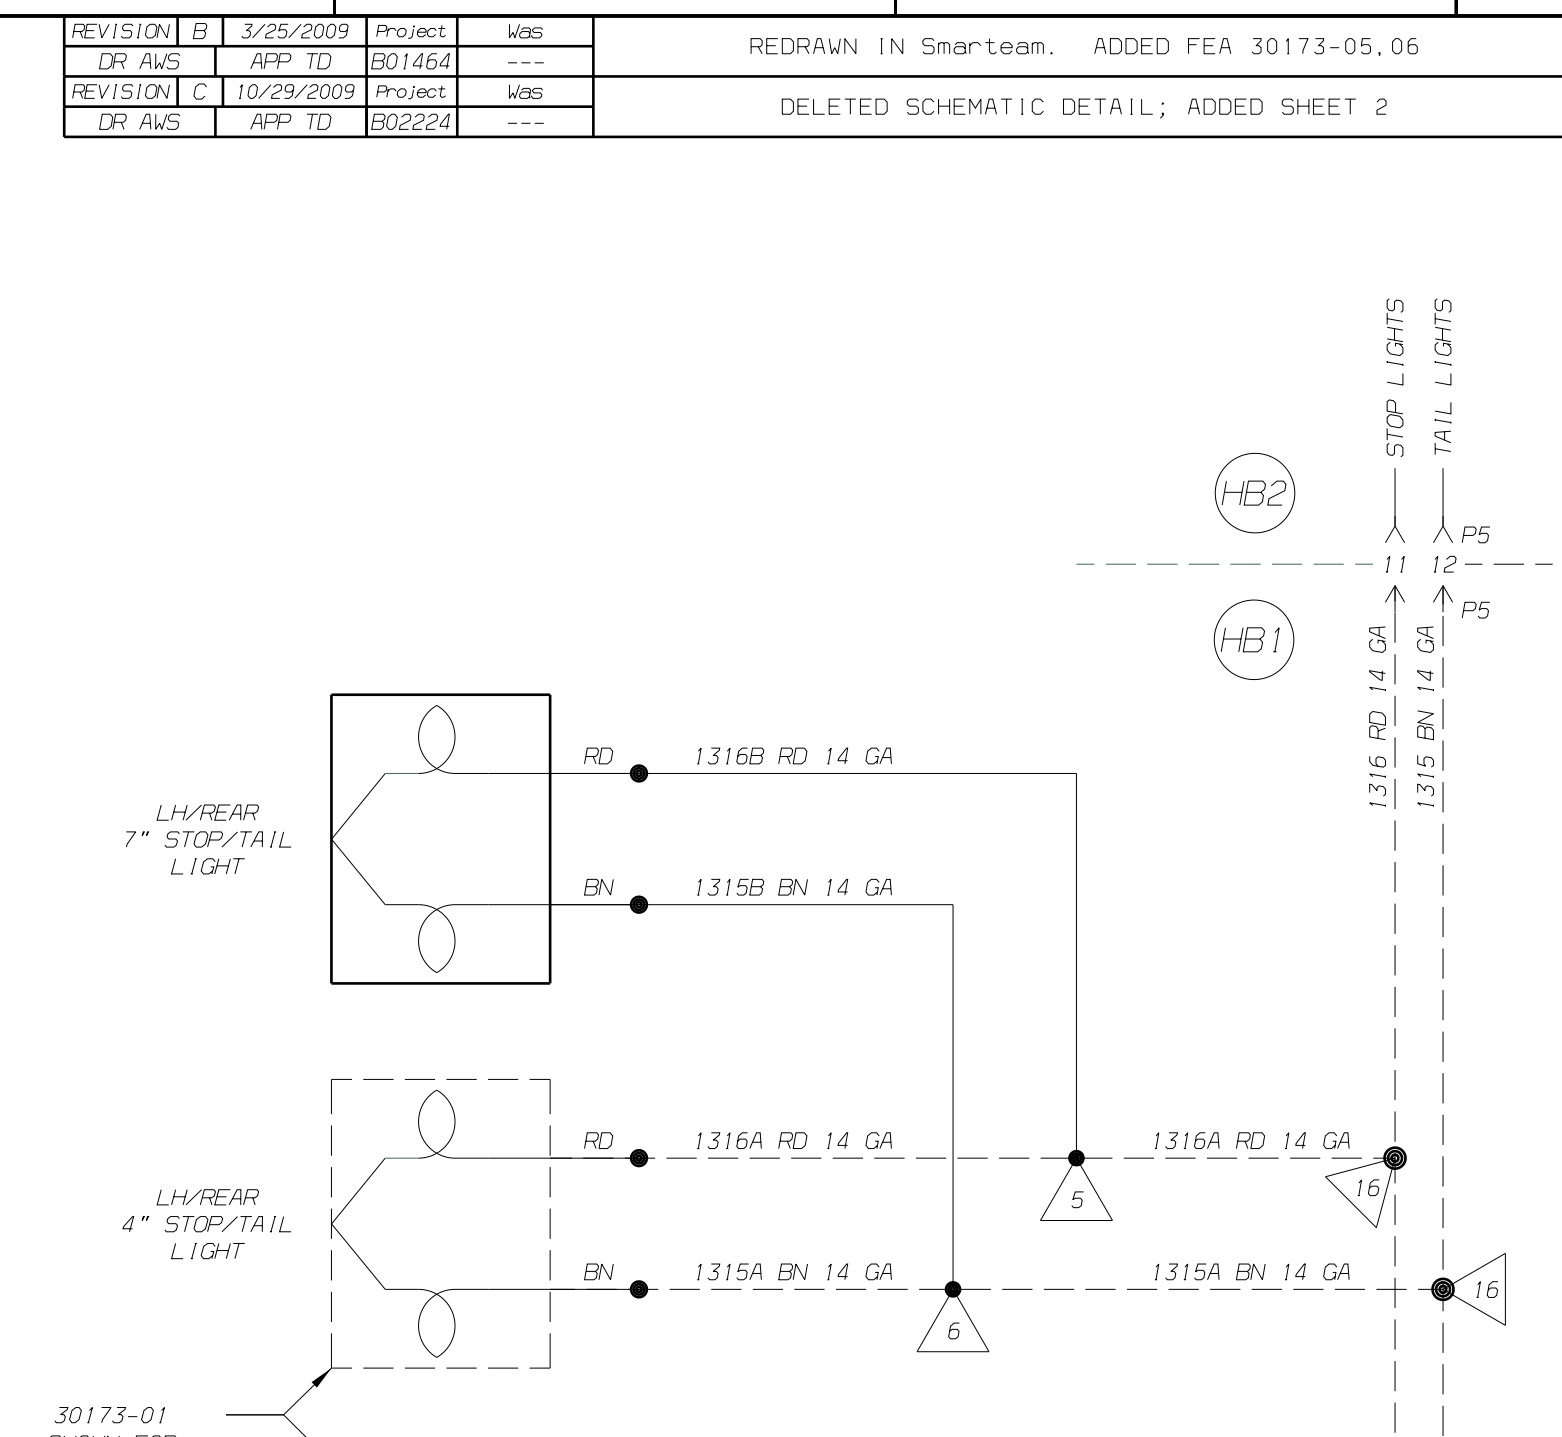 REVISION B 3/25/2009 Project Was
REDRAWN IN Smarteam. ADDED FEA 30173-05,06
DR AWS APP TD B01464 ---
REVISION C 10/29/2009 Project Was
DELETED SCHEMATIC DETAIL; ADDED SHEET 2
DR AWS APP TD B02224 ---
STOP LIGHTS
TAIL LIGHTS
HB2
P5
11 12
HB1
P5
1316 RD 14 GA
1315 BN 14 GA
RD 1316B RD 14 GA
LH/REAR
7" STOP/TAIL
LIGHT
BN 1315B BN 14 GA
RD 1316A RD 14 GA 1316A RD 14 GA
5
16
LH/REAR
4" STOP/TAIL
LIGHT
BN 1315A BN 14 GA 1315A BN 14 GA
6
16
30173-01